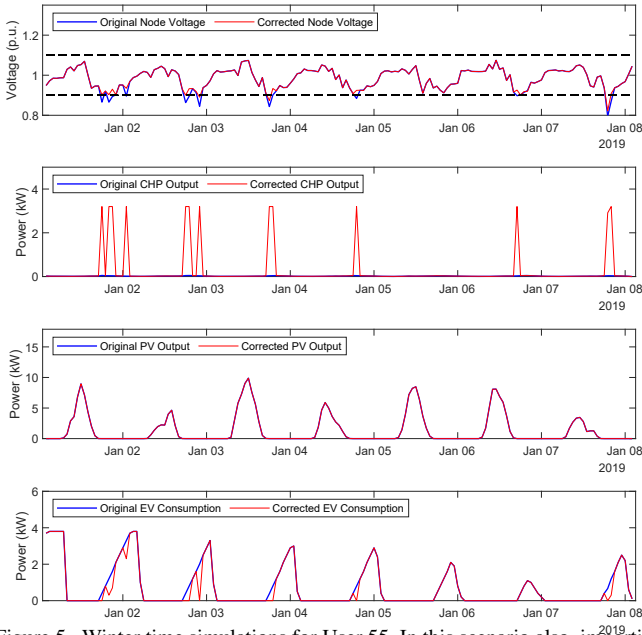 Voltage (p.u.)
1.2
1
0.8
Original Node Voltage
Corrected Node Voltage
Jan 02
Jan 03
Jan 04
Jan 05
Jan 06
Jan 07
Jan 08
2019
Power (kW)
4
2
0
Original CHP Output
Corrected CHP Output
Jan 02
Jan 03
Jan 04
Jan 05
Jan 06
Jan 07
Jan 08
2019
Power (kW)
15
10
5
0
Original PV Output
Corrected PV Output
Jan 02
Jan 03
Jan 04
Jan 05
Jan 06
Jan 07
Jan 08
2019
Power (kW)
6
4
2
0
Original EV Consumption
Corrected EV Consumption
Jan 02
Jan 03
Jan 04
Jan 05
Jan 06
Jan 07
Jan 08
2019
Figure 5. Winter time simulations for User 55. In this scenario also,